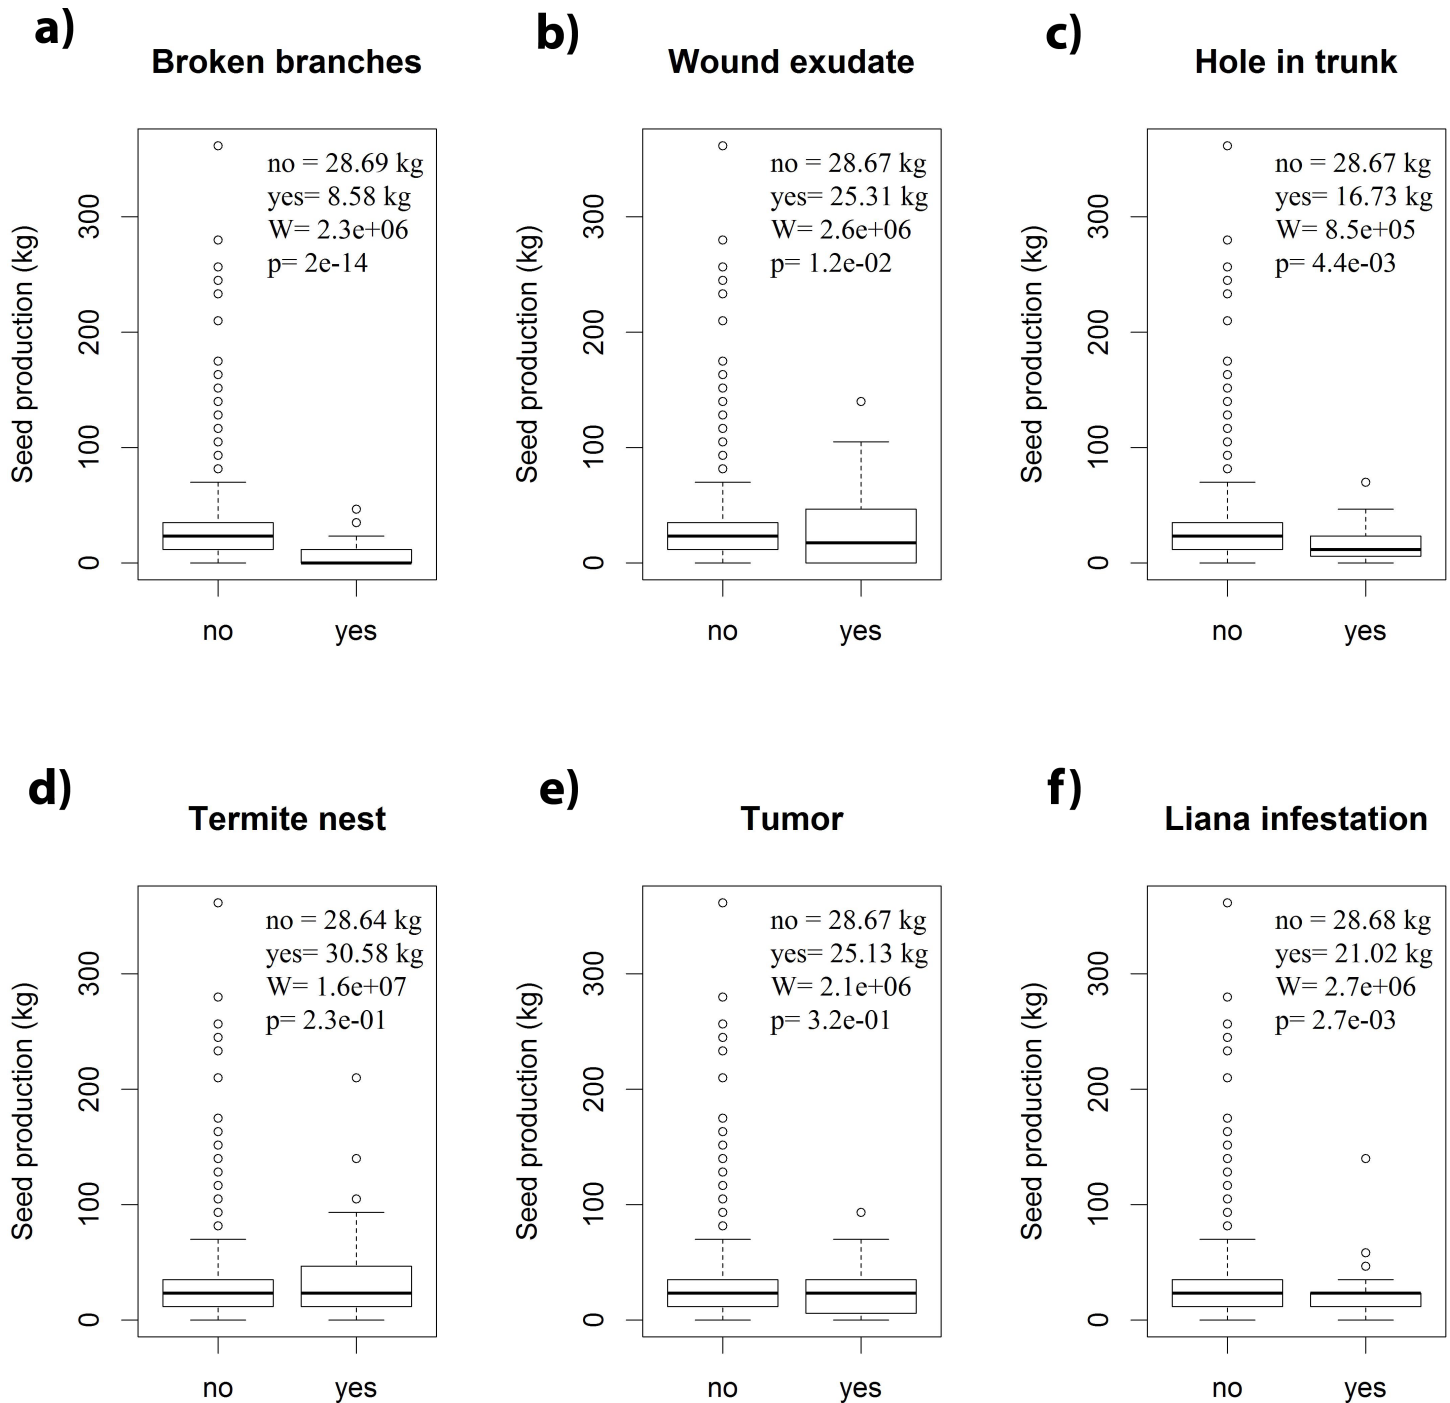 a)
Broken branches
no = 28.69 kg
yes= 8.58 kg
W= 2.3e+06
p= 2e-14
Seed production (kg)
300
200
100
0
no
yes
b)
Wound exudate
no = 28.67 kg
yes= 25.31 kg
W= 2.6e+06
p= 1.2e-02
Seed production (kg)
300
200
100
0
no
yes
c)
Hole in trunk
no = 28.67 kg
yes= 16.73 kg
W= 8.5e+05
p= 4.4e-03
Seed production (kg)
300
200
100
0
no
yes
d)
Termite nest
no = 28.64 kg
yes= 30.58 kg
W= 1.6e+07
p= 2.3e-01
Seed production (kg)
300
200
100
0
no
yes
e)
Tumor
no = 28.67 kg
yes= 25.13 kg
W= 2.1e+06
p= 3.2e-01
Seed production (kg)
300
200
100
0
no
yes
f)
Liana infestation
no = 28.68 kg
yes= 21.02 kg
W= 2.7e+06
p= 2.7e-03
Seed production (kg)
300
200
100
0
no
yes